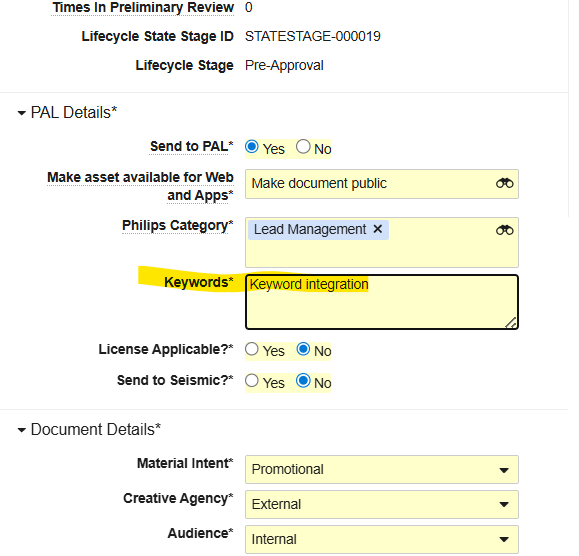 Times In Preliminary Review 0
Lifecycle State Stage ID STATESTAGE-000019
Lifecycle Stage Pre-Approval
PAL Details*
Send to PAL* Yes No
Make asset available for Web Make document public
and Apps*
Philips Category* Lead Management ✕
Keywords* Keyword integration
License Applicable?* Yes No
Send to Seismic?* Yes No
Document Details*
Material Intent* Promotional
Creative Agency* External
Audience* Internal